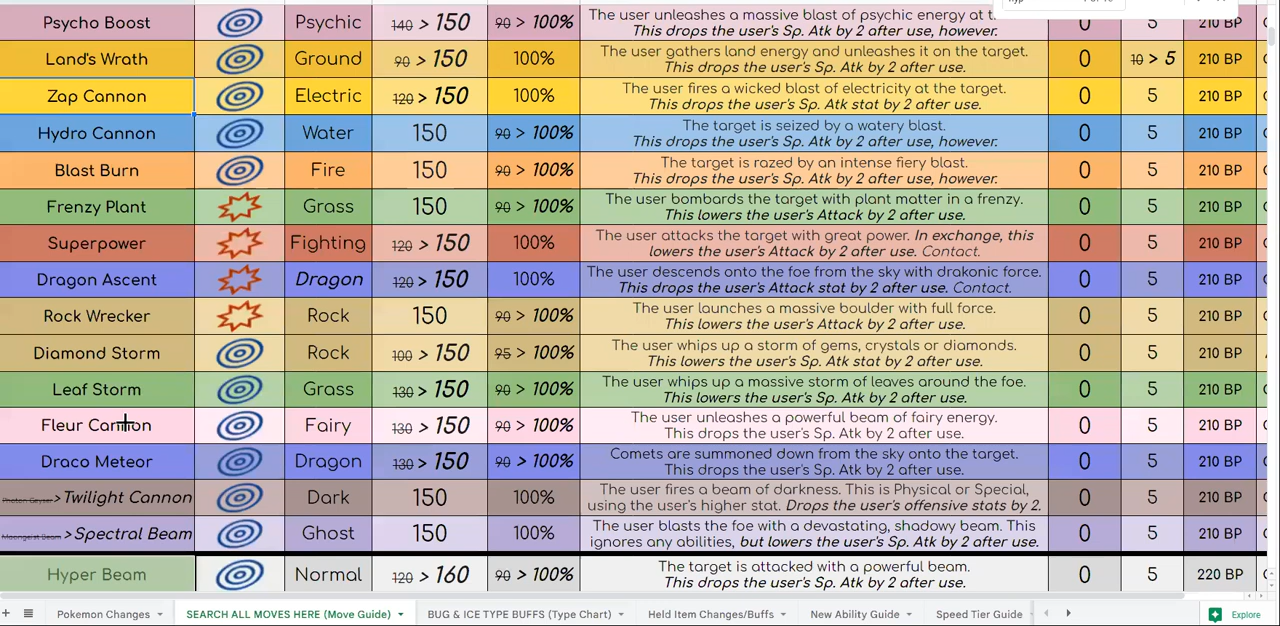 Psycho Boost Psychic 140 > 150 90 > 100% The user unleashes a massive blast of psychic energy at 0 5 210 BP
This drops the user's Sp. Atk by 2 after use, however.
Land's Wrath Ground 90 > 150 100% The user gathers land energy and unleashes it on the target. 0 10 > 5 210 BP
This drops the user's Sp. Atk by 2 after use.
Zap Cannon Electric 120 > 150 100% The user fires a wicked blast of electricity at the target. 0 5 210 BP
This drops the user's Sp. Atk stat by 2 after use.
Hydro Cannon Water 150 90 > 100% The target is seized by a watery blast. 0 5 210 BP
This drops the user's Sp. Atk by 2 after use, however.
Blast Burn Fire 150 90 > 100% The target is razed by an intense fiery blast. 0 5 210 BP
This drops the user's Sp. Atk by 2 after use, however.
Frenzy Plant Grass 150 90 > 100% The user bombards the target with plant matter in a frenzy. 0 5 210 BP
This lowers the user's Attack by 2 after use.
Superpower Fighting 120 > 150 100% The user attacks the target with great power. In exchange, this 0 5 210 BP
lowers the user's Attack by 2 after use. Contact.
Dragon Ascent Dragon 120 > 150 100% The user descends onto the foe from the sky with drakonic force. 0 5 210 BP
This drops the user's Attack stat by 2 after use. Contact.
Rock Wrecker Rock 150 90 > 100% The user launches a massive boulder with full force. 0 5 210 BP
This lowers the user's Attack by 2 after use.
Diamond Storm Rock 100 > 150 95 > 100% The user whips up a storm of gems, crystals or diamonds. 0 5 210 BP
This lowers the user's Sp. Atk stat by 2 after use.
Leaf Storm Grass 130 > 150 90 > 100% The user whips up a massive storm of leaves around the foe. 0 5 210 BP
This lowers the user's Sp. Atk by 2 after use.
Fleur Cannon Fairy 130 > 150 90 > 100% The user unleashes a powerful beam of fairy energy. 0 5 210 BP
This drops the user's Sp. Atk by 2 after use.
Draco Meteor Dragon 130 > 150 90 > 100% Comets are summoned down from the sky onto the target. 0 5 210 BP
This drops the user's Sp. Atk by 2 after use.
Photon Geyser > Twilight Cannon Dark 150 100% The user fires a beam of darkness. This is Physical or Special, 0 5 210 BP
using the user's higher stat. Drops the user's offensive stats by 2.
Moongeist Beam > Spectral Beam Ghost 150 100% The user blasts the foe with a devastating, shadowy beam. This 0 5 210 BP
ignores any abilities, but lowers the user's Sp. Atk by 2 after use.
Hyper Beam Normal 120 > 160 90 > 100% The target is attacked with a powerful beam. 0 5 220 BP
This drops the user's Sp. Atk by 2 after use.
+ Pokemon Changes SEARCH ALL MOVES HERE (Move Guide) BUG & ICE TYPE BUFFS (Type Chart) Held Item Changes/Buffs New Ability Guide Speed Tier Guide Explore